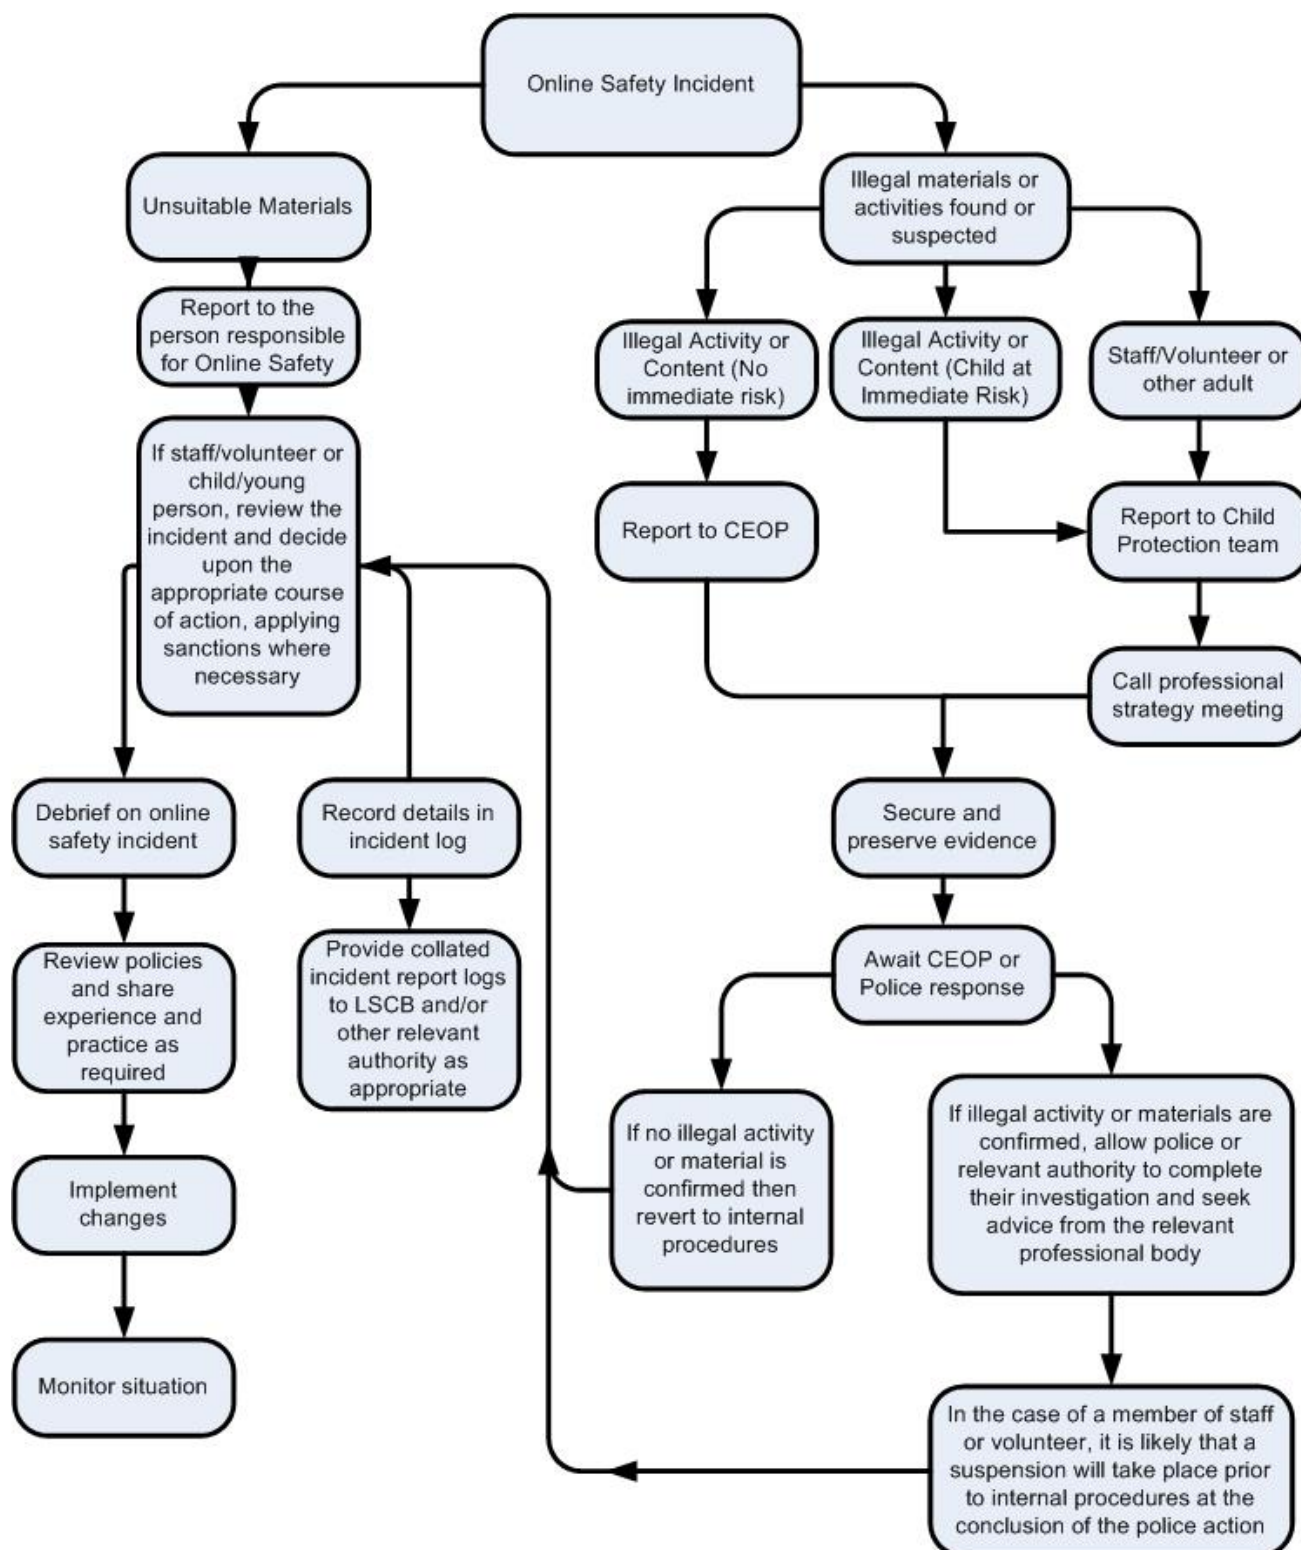 Online Safety Incident
Unsuitable Materials
Report to the
person responsible
for Online Safety
If staff/volunteer or
child/young
person, review the
incident and decide
upon the
appropriate course
of action, applying
sanctions where
necessary
Debrief on online
safety incident
Review policies
and share
experience and
practice as
required
Implement
changes
Monitor situation
Record details in
incident log
Provide collated
incident report logs
to LSCB and/or
other relevant
authority as
appropriate
Illegal materials or
activities found or
suspected
Illegal Activity or
Content (No
immediate risk)
Illegal Activity or
Content (Child at
Immediate Risk)
Staff/Volunteer or
other adult
Report to CEOP
Report to Child
Protection team
Call professional
strategy meeting
Secure and
preserve evidence
Await CEOP or
Police response
If no illegal activity
or material is
confirmed then
revert to internal
procedures
If illegal activity or materials are
confirmed, allow police or
relevant authority to complete
their investigation and seek
advice from the relevant
professional body
In the case of a member of staff
or volunteer, it is likely that a
suspension will take place prior
to internal procedures at the
conclusion of the police action